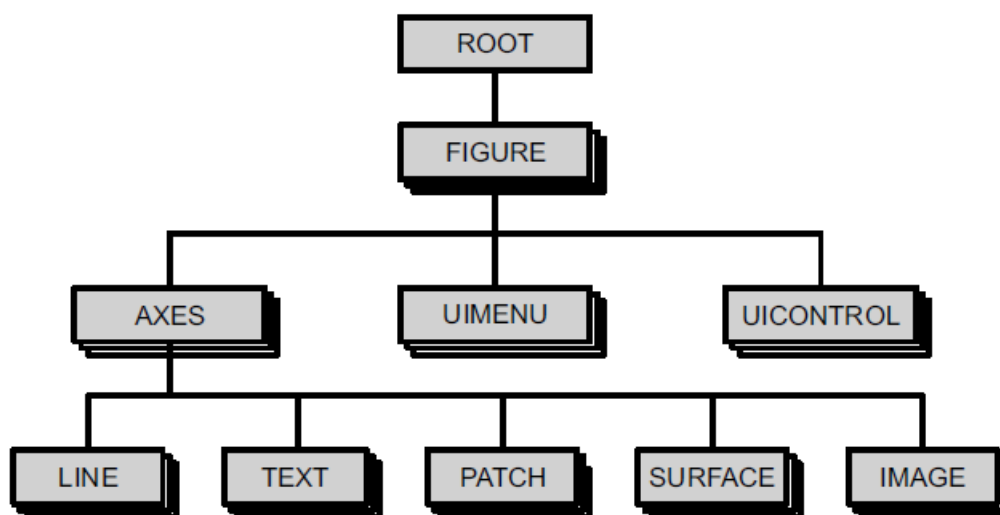 ROOT
FIGURE
AXES
UIMENU
UICONTROL
LINE
TEXT
PATCH
SURFACE
IMAGE